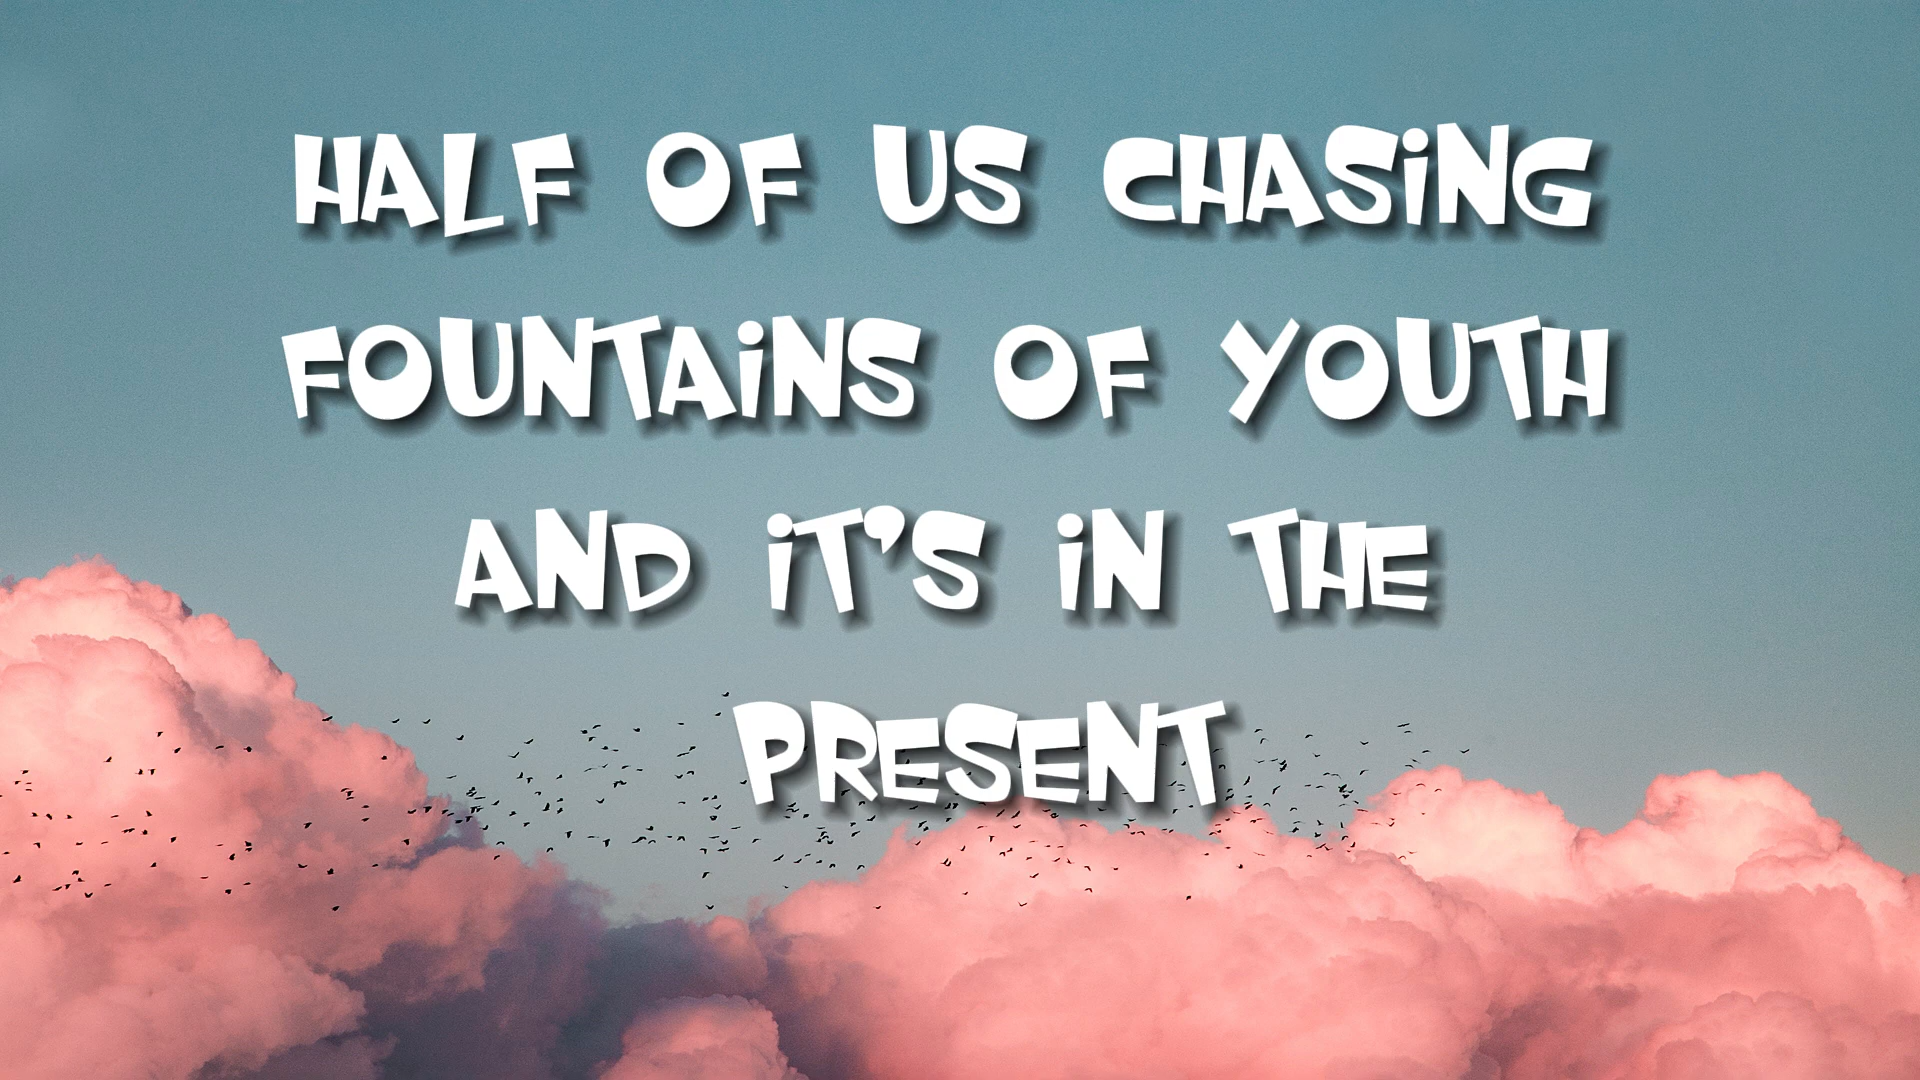 HALF OF US CHASiNG
FOUNTAiNS OF YOUTH
AND iT'S iN THE
PRESENT